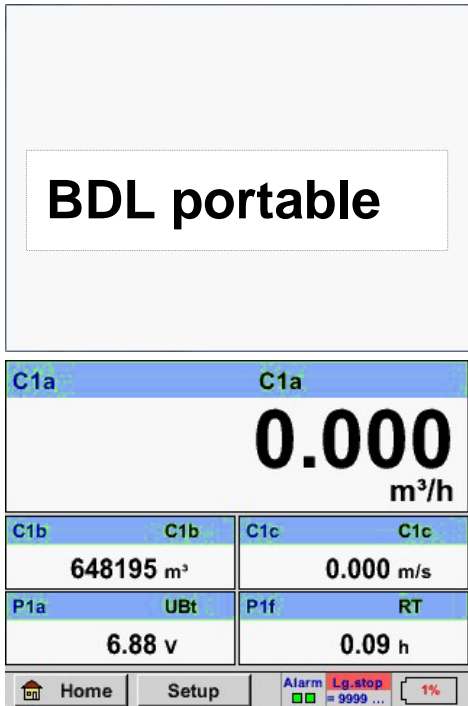 BDL portable
C1a C1a
0.000
m³/h
C1b C1b C1c C1c
648195 m³ 0.000 m/s
P1a UBt P1f RT
6.88 V 0.09 h
Home Setup Alarm Lg.stop 1%
= 9999 ...